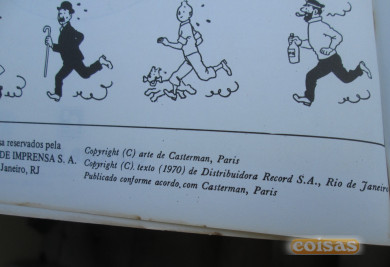 sa reservados pela
DE IMPRENSA S. A.
Janeiro, RJ
Copyright (C) arte de Casterman, Paris
Copyright (C). texto (1970) de Distribuidora Record S. A., Rio de Janeiro
Publicado conforme acordo, com Casterman, Paris
coisas